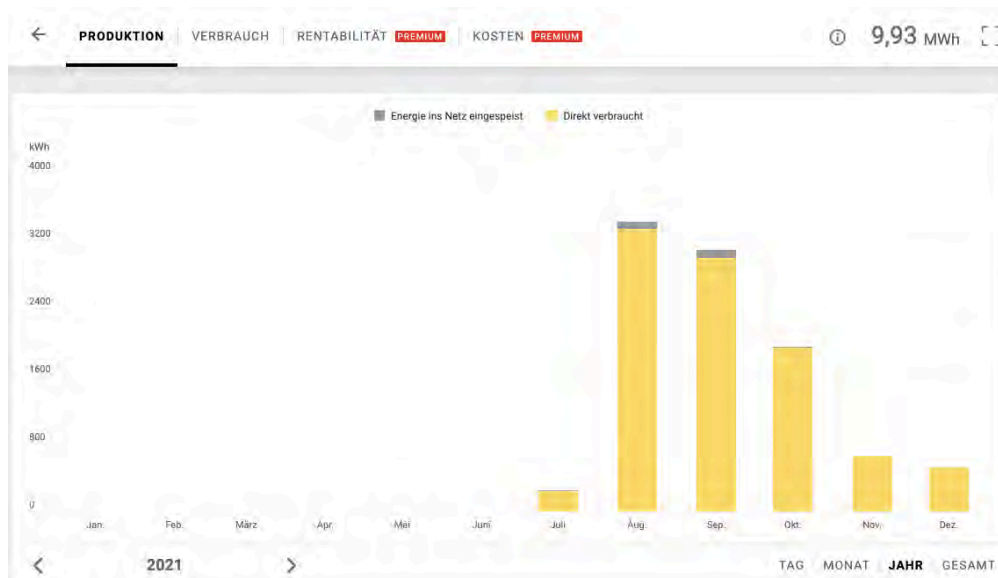 PRODUKTION VERBRAUCH RENTABILITÄT PREMIUM KOSTEN PREMIUM 9,93 MWh
Energie ins Netz eingespeist Direkt verbraucht
kWh
4000
3200
2400
1600
800
0
Jan. Feb. März Apr. Mei Juni Juli Aug. Sep. Okt. Nov. Dez.
2021 TAG MONAT JAHR GESAMT